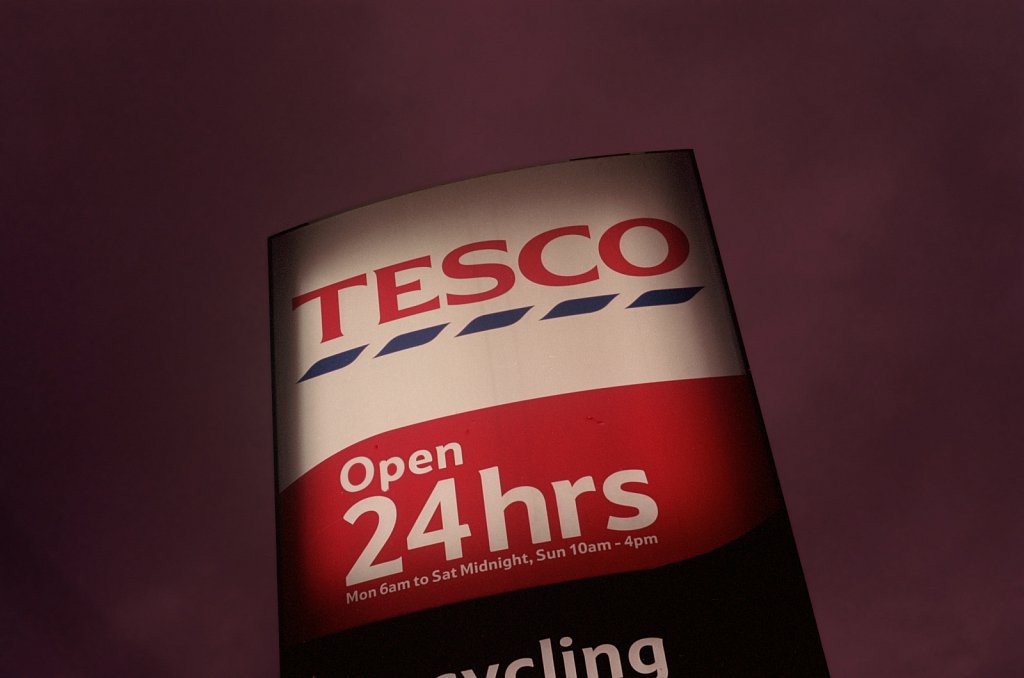 TESCO
Open
24hrs
Mon 6am to Sat Midnight, Sun 10am - 4pm